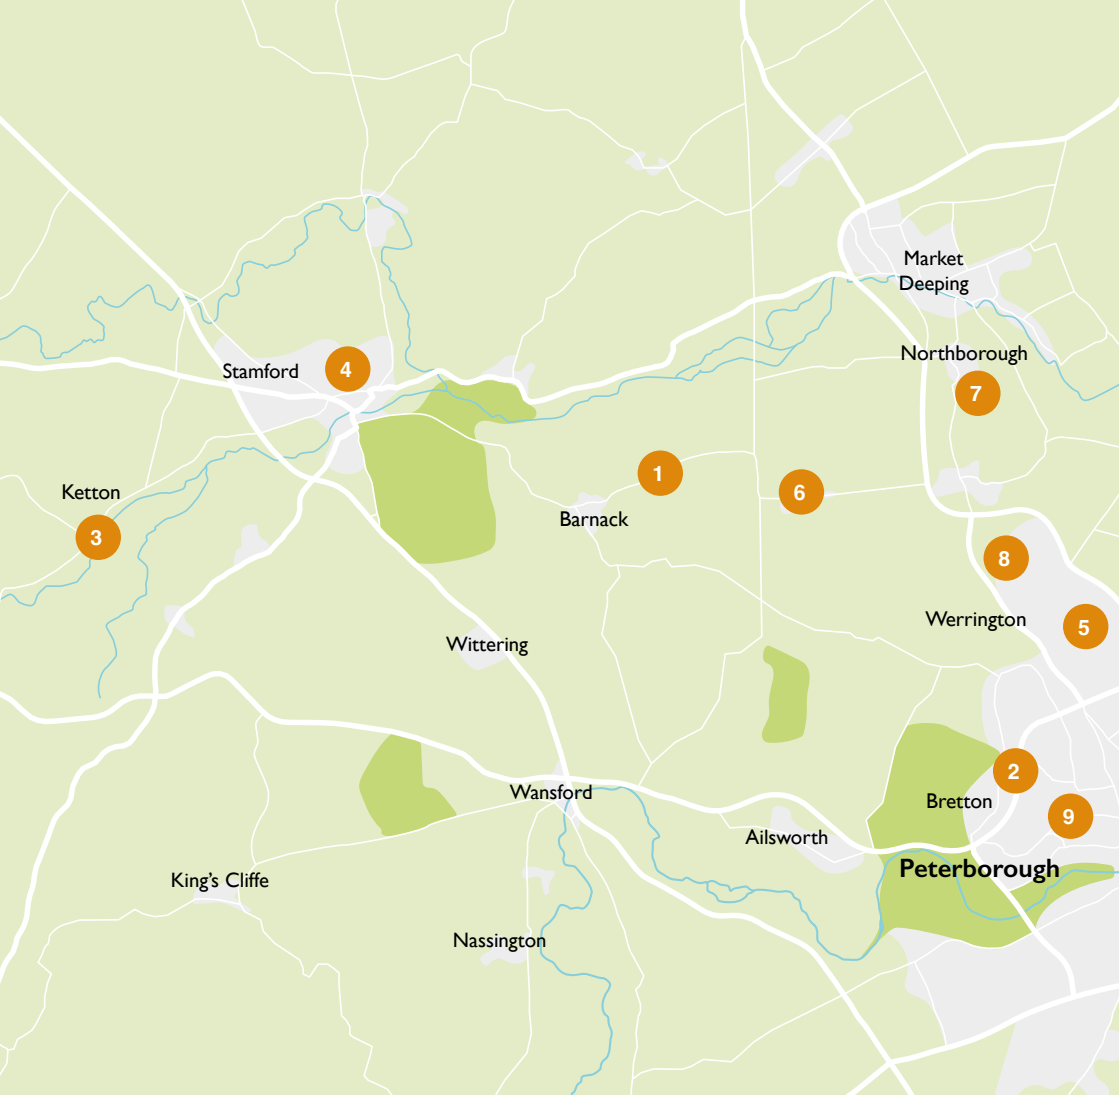 Market
Deeping
Northborough
7
Stamford
4
1
6
Ketton
3
Barnack
8
Werrington
5
Wittering
2
Wansford
Bretton
9
Ailsworth
Peterborough
King's Cliffe
Nassington